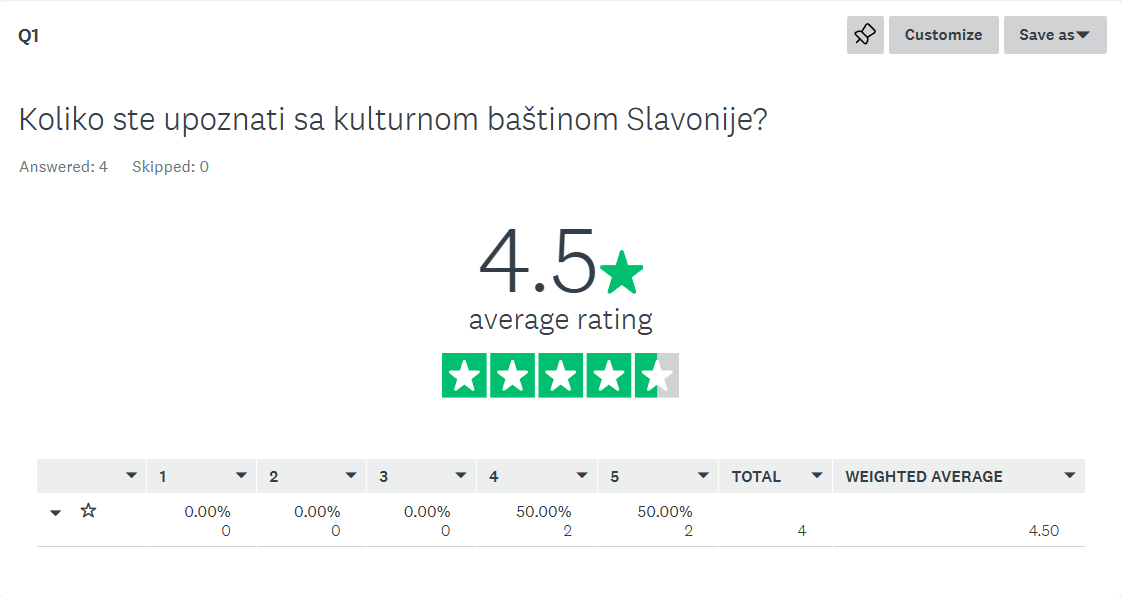 Q1
Customize
Save as
Koliko ste upoznati sa kulturnom baštinom Slavonije?
Answered: 4 Skipped: 0
4.5
average rating
1 2 3 4 5 TOTAL WEIGHTED AVERAGE
0.00% 0.00% 0.00% 50.00% 50.00%
0 0 0 2 2 4 4.50